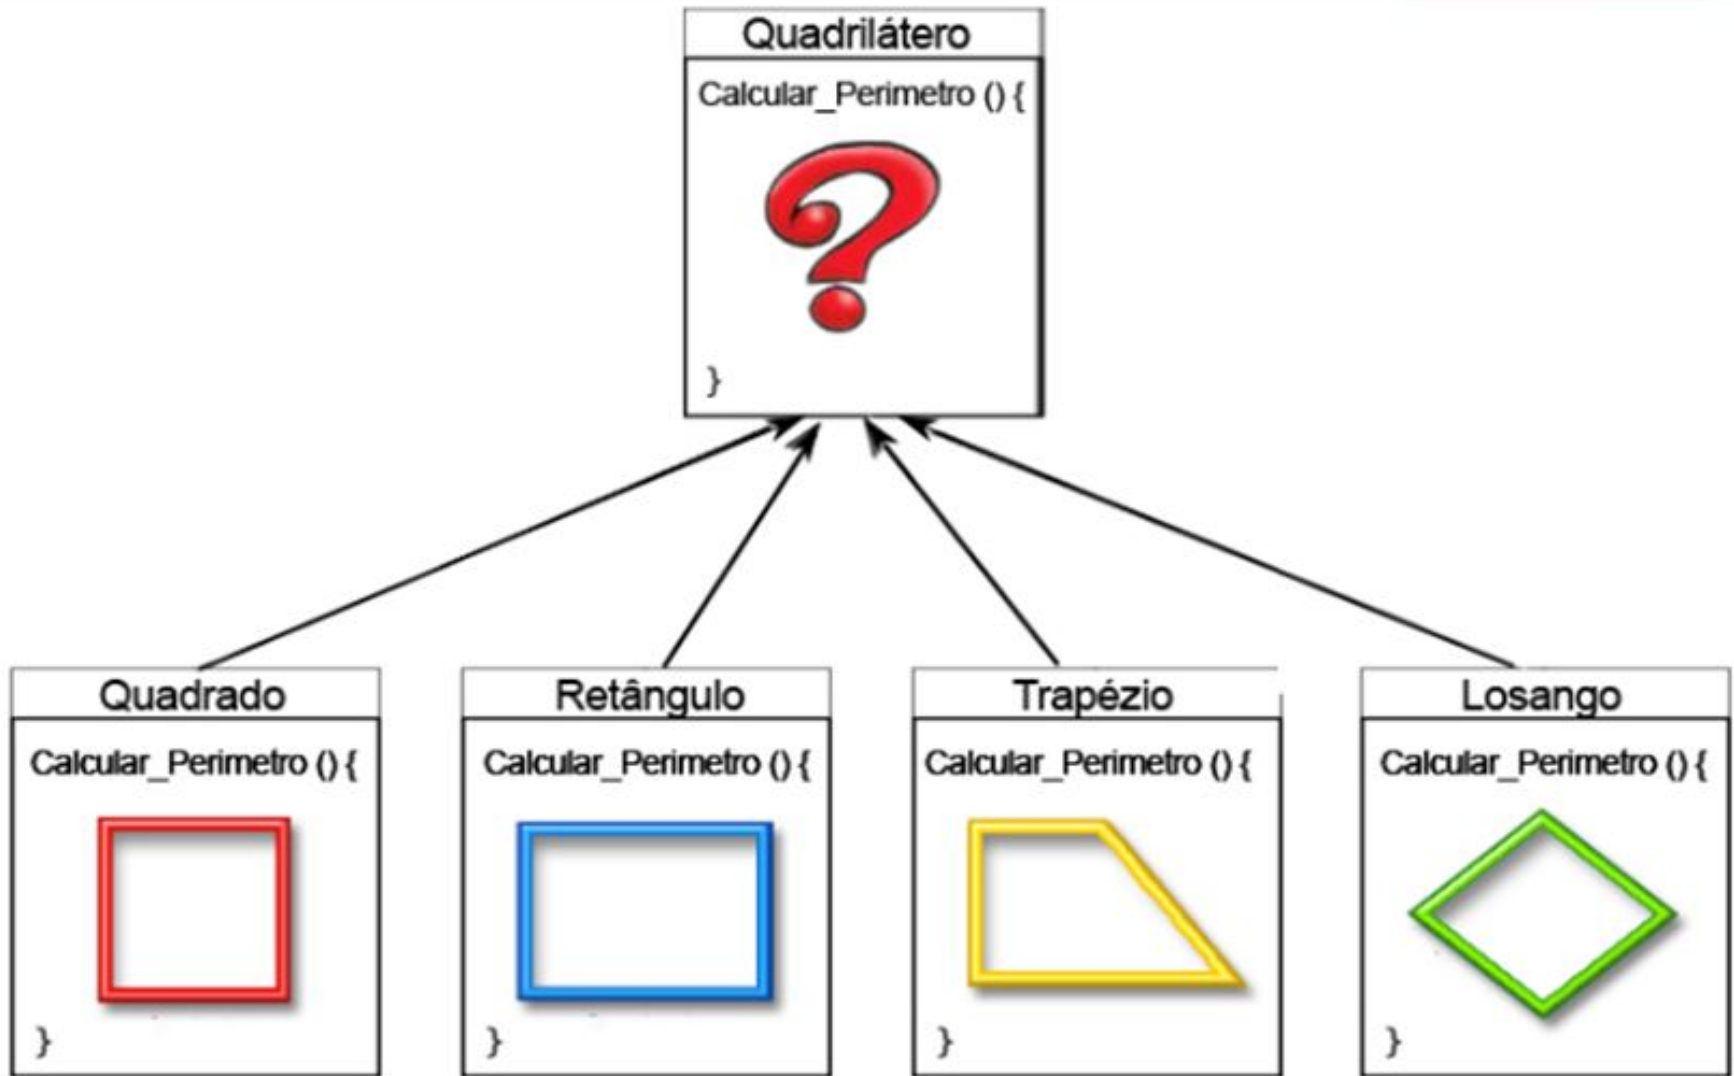 Quadrilátero
Calcular_Perimetro () {
}
Quadrado
Calcular_Perimetro () {
}
Retângulo
Calcular_Perimetro () {
}
Trapézio
Calcular_Perimetro () {
}
Losango
Calcular_Perimetro () {
}